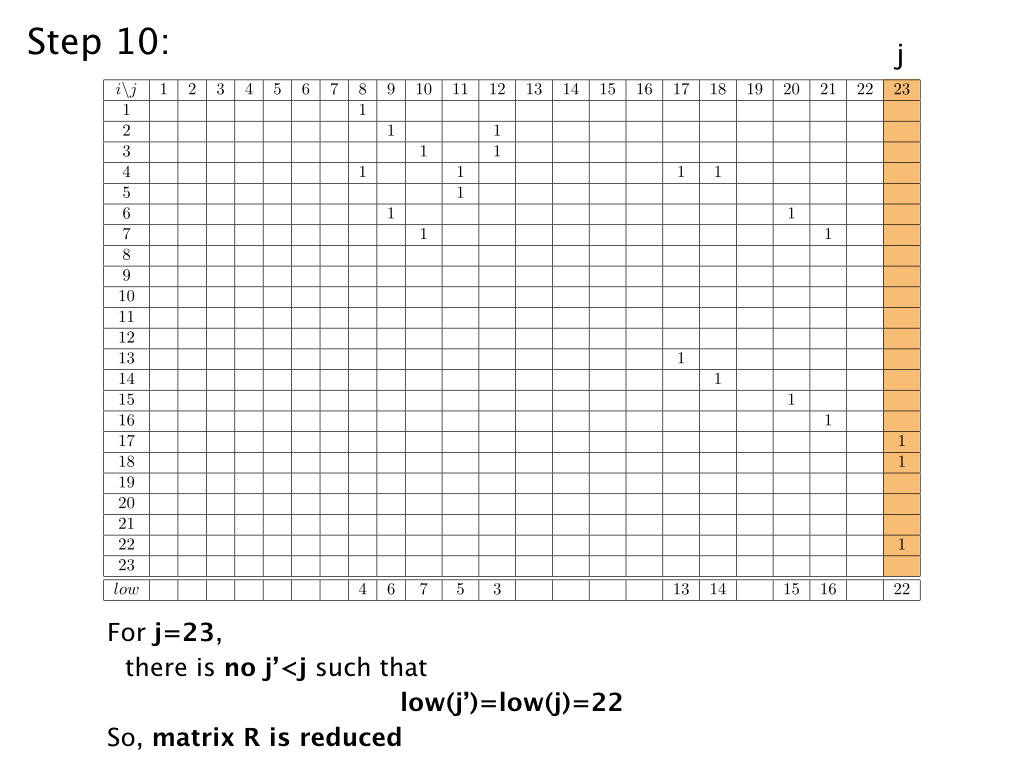 Step 10:
j
i\j 1 2 3 4 5 6 7 8 9 10 11 12 13 14 15 16 17 18 19 20 21 22 23
1 1
2 1 1
3 1 1
4 1 1 1 1
5 1
6 1 1
7 1 1
8
9
10
11
12
13 1
14 1
15 1
16 1
17 1
18 1
19
20
21
22 1
23
low 4 6 7 5 3 13 14 15 16 22
For j=23,
there is no j’<j such that
low(j’)=low(j)=22
So, matrix R is reduced